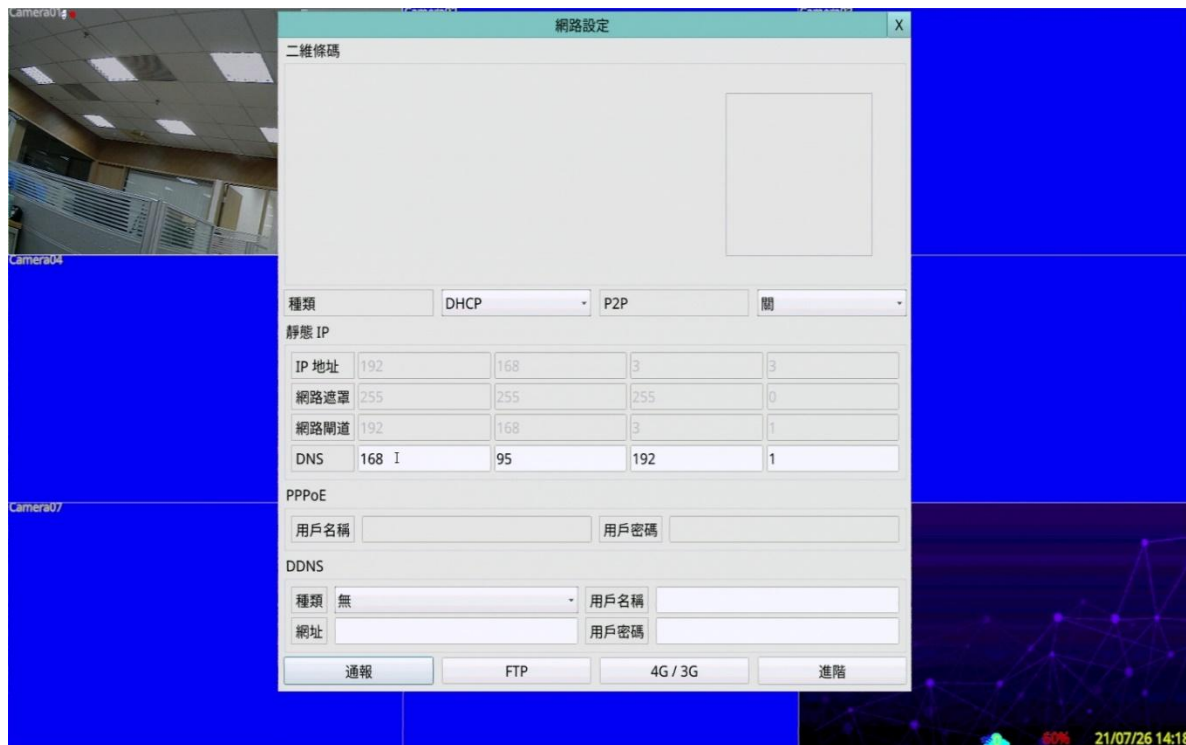 Camera01
網路設定 X
二維條碼
種類 DHCP P2P 關
靜態 IP
IP 地址 192 168 3 3
網路遮罩 255 255 255 0
網路閘道 192 168 3 1
DNS 168 95 192 1
PPPoE
用戶名稱 用戶密碼
DDNS
種類 無 用戶名稱
網址 用戶密碼
通報 FTP 4G / 3G 進階
Camera04
Camera07
60% 21/07/26 14:18